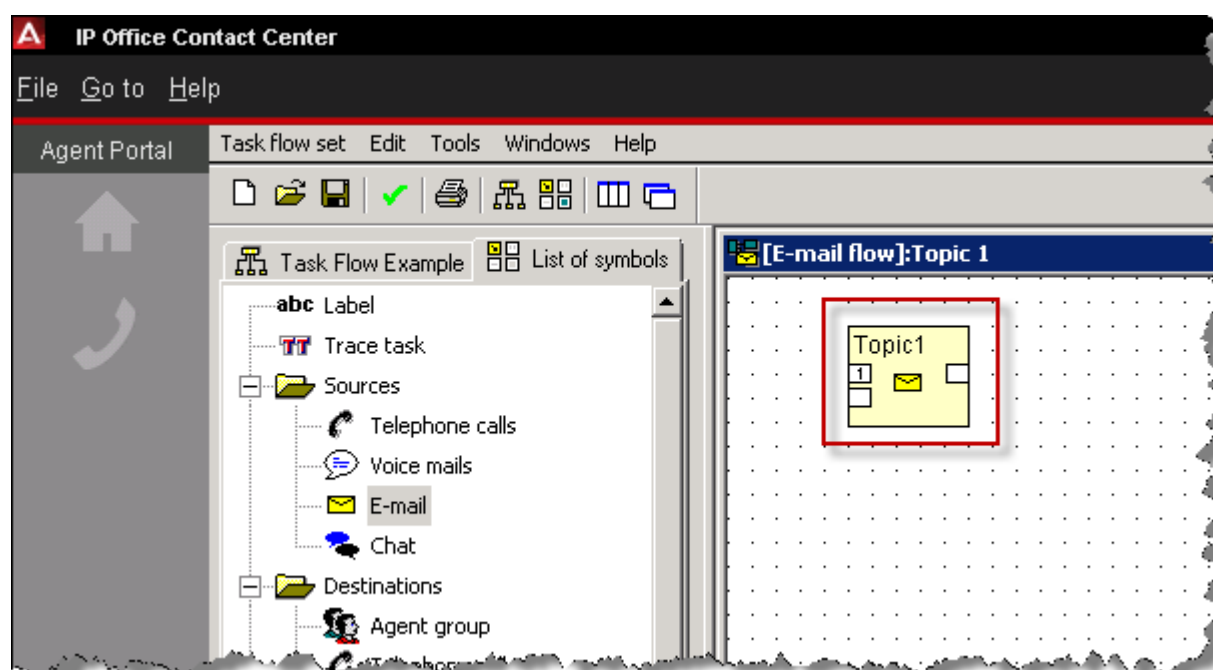 IP Office Contact Center
File Go to Help
Agent Portal
Task flow set Edit Tools Windows Help
Task Flow Example
List of symbols
abc Label
TT Trace task
Sources
Telephone calls
Voice mails
E-mail
Chat
Destinations
Agent group
[E-mail flow]:Topic 1
Topic1
1